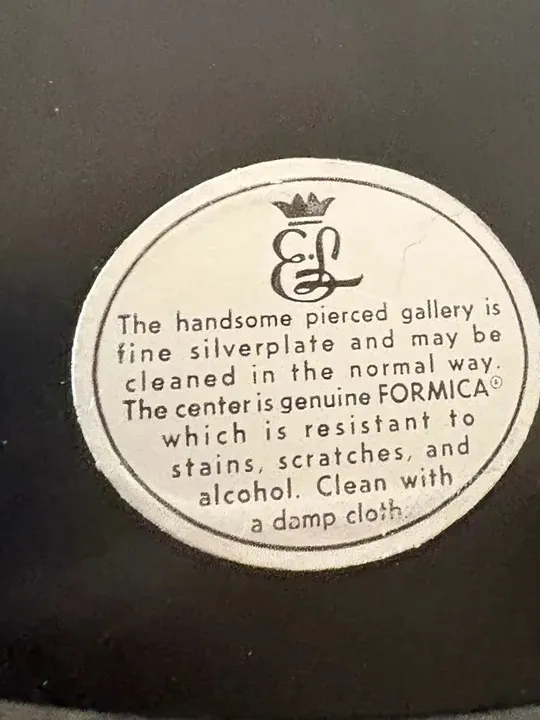 E.L
The handsome pierced gallery is
fine silverplate and may be
cleaned in the normal way.
The center is genuine FORMICA®
which is resistant to
stains, scratches, and
alcohol. Clean with
a damp cloth.